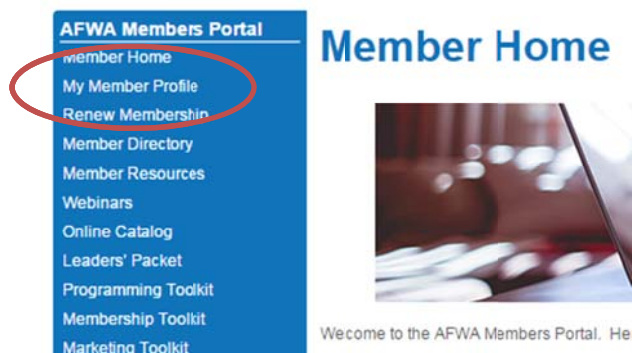 AFWA Members Portal
Member Home
My Member Profile
Renew Membership
Member Directory
Member Resources
Webinars
Online Catalog
Leaders' Packet
Programming Toolkit
Membership Toolkit
Marketing Toolkit
Member Home
Wecome to the AFWA Members Portal. He